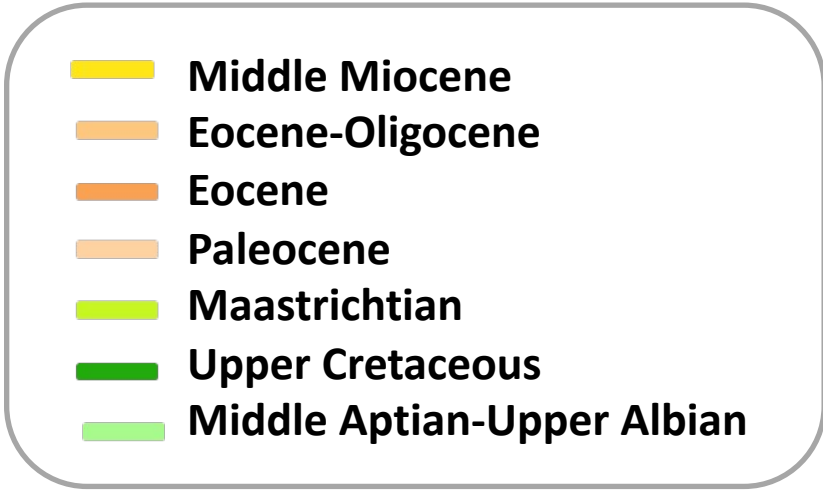 Middle Miocene
Eocene-Oligocene
Eocene
Paleocene
Maastrichtian
Upper Cretaceous
Middle Aptian-Upper Albian